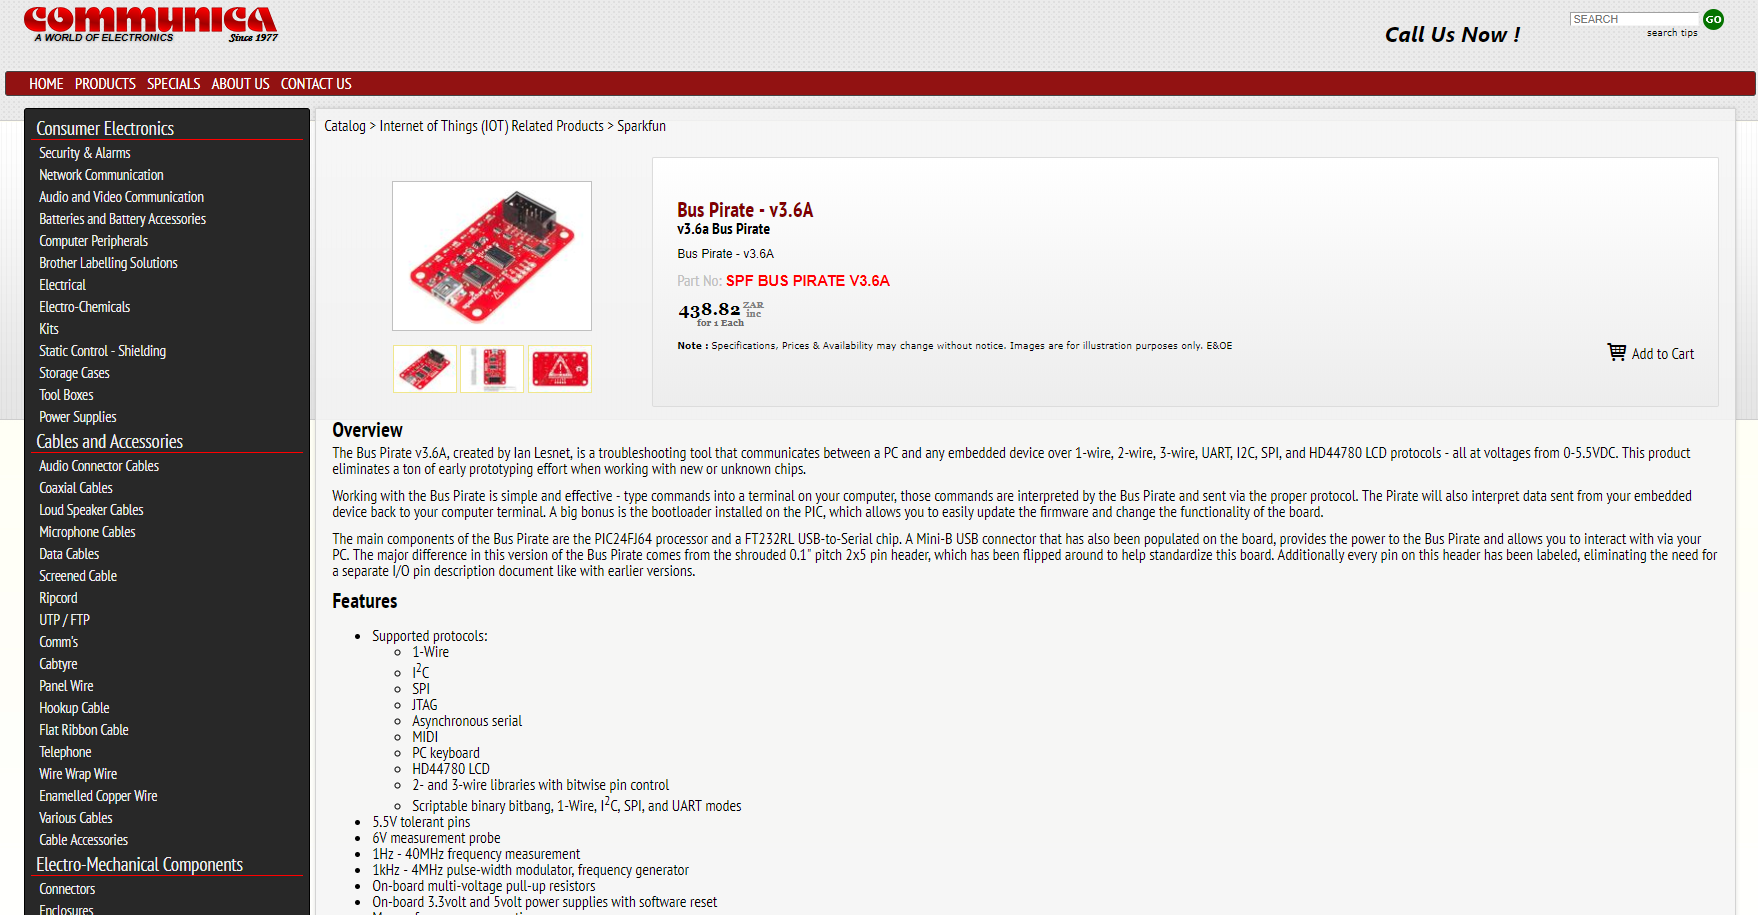 COMMUNICA
A WORLD OF ELECTRONICS Since 1977
Call Us Now !
SEARCH GO
search tips
HOME PRODUCTS SPECIALS ABOUT US CONTACT US
Consumer Electronics
Security & Alarms
Network Communication
Audio and Video Communication
Batteries and Battery Accessories
Computer Peripherals
Brother Labelling Solutions
Electrical
Electro-Chemicals
Kits
Static Control - Shielding
Storage Cases
Tool Boxes
Power Supplies
Cables and Accessories
Audio Connector Cables
Coaxial Cables
Loud Speaker Cables
Microphone Cables
Data Cables
Screened Cable
Ripcord
UTP / FTP
Comm's
Cabtyre
Panel Wire
Hookup Cable
Flat Ribbon Cable
Telephone
Wire Wrap Wire
Enamelled Copper Wire
Various Cables
Cable Accessories
Electro-Mechanical Components
Connectors
Enclosures
Catalog > Internet of Things (IOT) Related Products > Sparkfun
Bus Pirate - v3.6A
v3.6a Bus Pirate
Bus Pirate - v3.6A
Part No: SPF BUS PIRATE V3.6A
438.82 ZAR inc
for 1 Each
Note : Specifications, Prices & Availability may change without notice. Images are for illustration purposes only. E&OE
Add to Cart
Overview
The Bus Pirate v3.6A, created by Ian Lesnet, is a troubleshooting tool that communicates between a PC and any embedded device over 1-wire, 2-wire, 3-wire, UART, I2C, SPI, and HD44780 LCD protocols - all at voltages from 0-5.5VDC. This product
eliminates a ton of early prototyping effort when working with new or unknown chips.
Working with the Bus Pirate is simple and effective - type commands into a terminal on your computer, those commands are interpreted by the Bus Pirate and sent via the proper protocol. The Pirate will also interpret data sent from your embedded
device back to your computer terminal. A big bonus is the bootloader installed on the PIC, which allows you to easily update the firmware and change the functionality of the board.
The main components of the Bus Pirate are the PIC24FJ64 processor and a FT232RL USB-to-Serial chip. A Mini-B USB connector that has also been populated on the board, provides the power to the Bus Pirate and allows you to interact with via your
PC. The major difference in this version of the Bus Pirate comes from the shrouded 0.1" pitch 2x5 pin header, which has been flipped around to help standardize this board. Additionally every pin on this header has been labeled, eliminating the need for
a separate I/O pin description document like with earlier versions.
Features
• Supported protocols:
◦ 1-Wire
◦ I²C
◦ SPI
◦ JTAG
◦ Asynchronous serial
◦ MIDI
◦ PC keyboard
◦ HD44780 LCD
◦ 2- and 3-wire libraries with bitwise pin control
◦ Scriptable binary bitbang, 1-Wire, I²C, SPI, and UART modes
• 5.5V tolerant pins
• 6V measurement probe
• 1Hz - 40MHz frequency measurement
• 1kHz - 4MHz pulse-width modulator, frequency generator
• On-board multi-voltage pull-up resistors
• On-board 3.3volt and 5volt power supplies with software reset